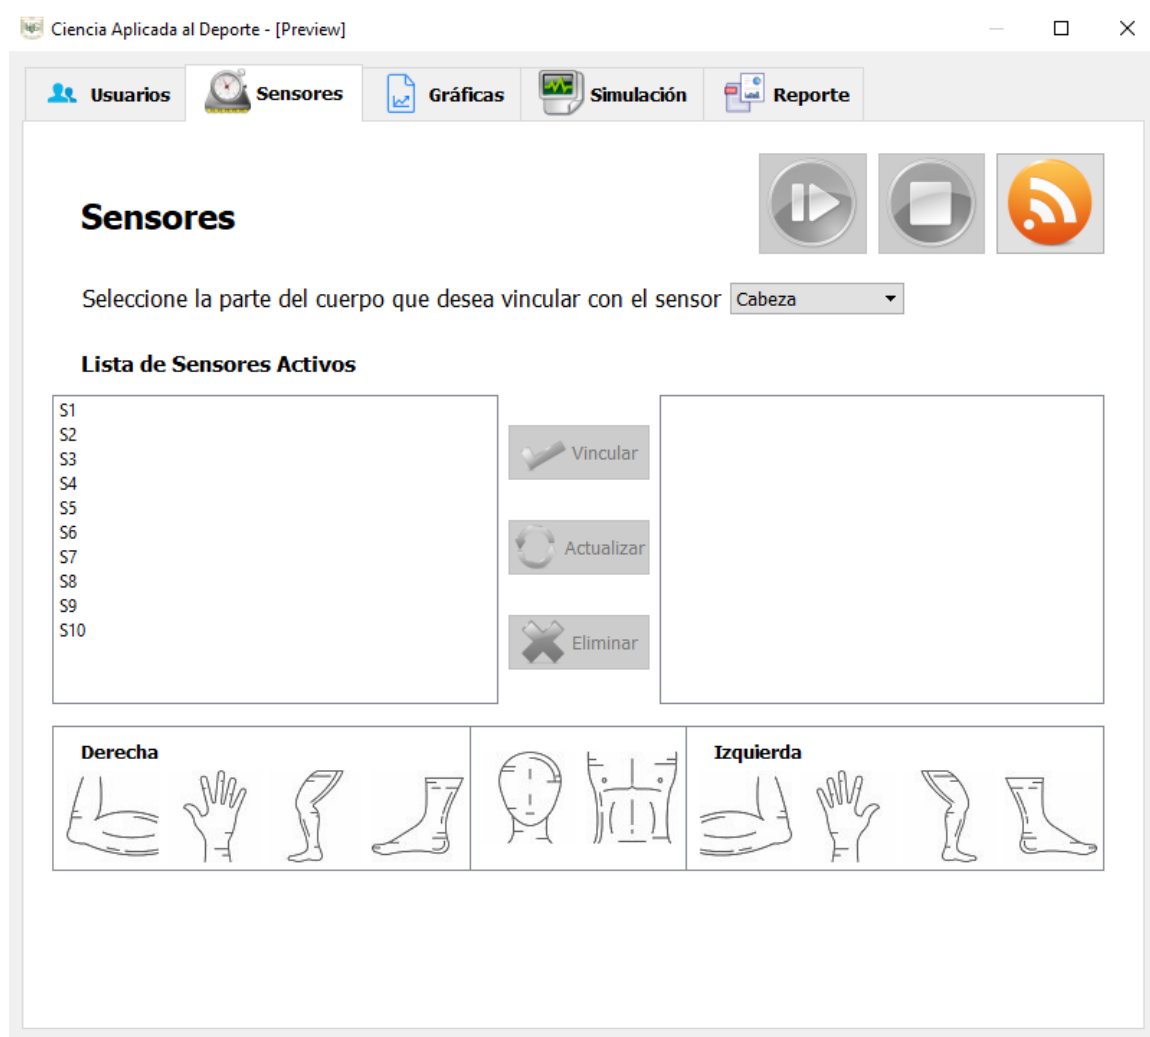 Ciencia Aplicada al Deporte - [Preview]
Usuarios Sensores Gráficas Simulación Reporte
Sensores
Seleccione la parte del cuerpo que desea vincular con el sensor Cabeza
Lista de Sensores Activos
S1
S2
S3
S4
S5
S6
S7
S8
S9
S10
Vincular
Actualizar
Eliminar
Derecha
Izquierda